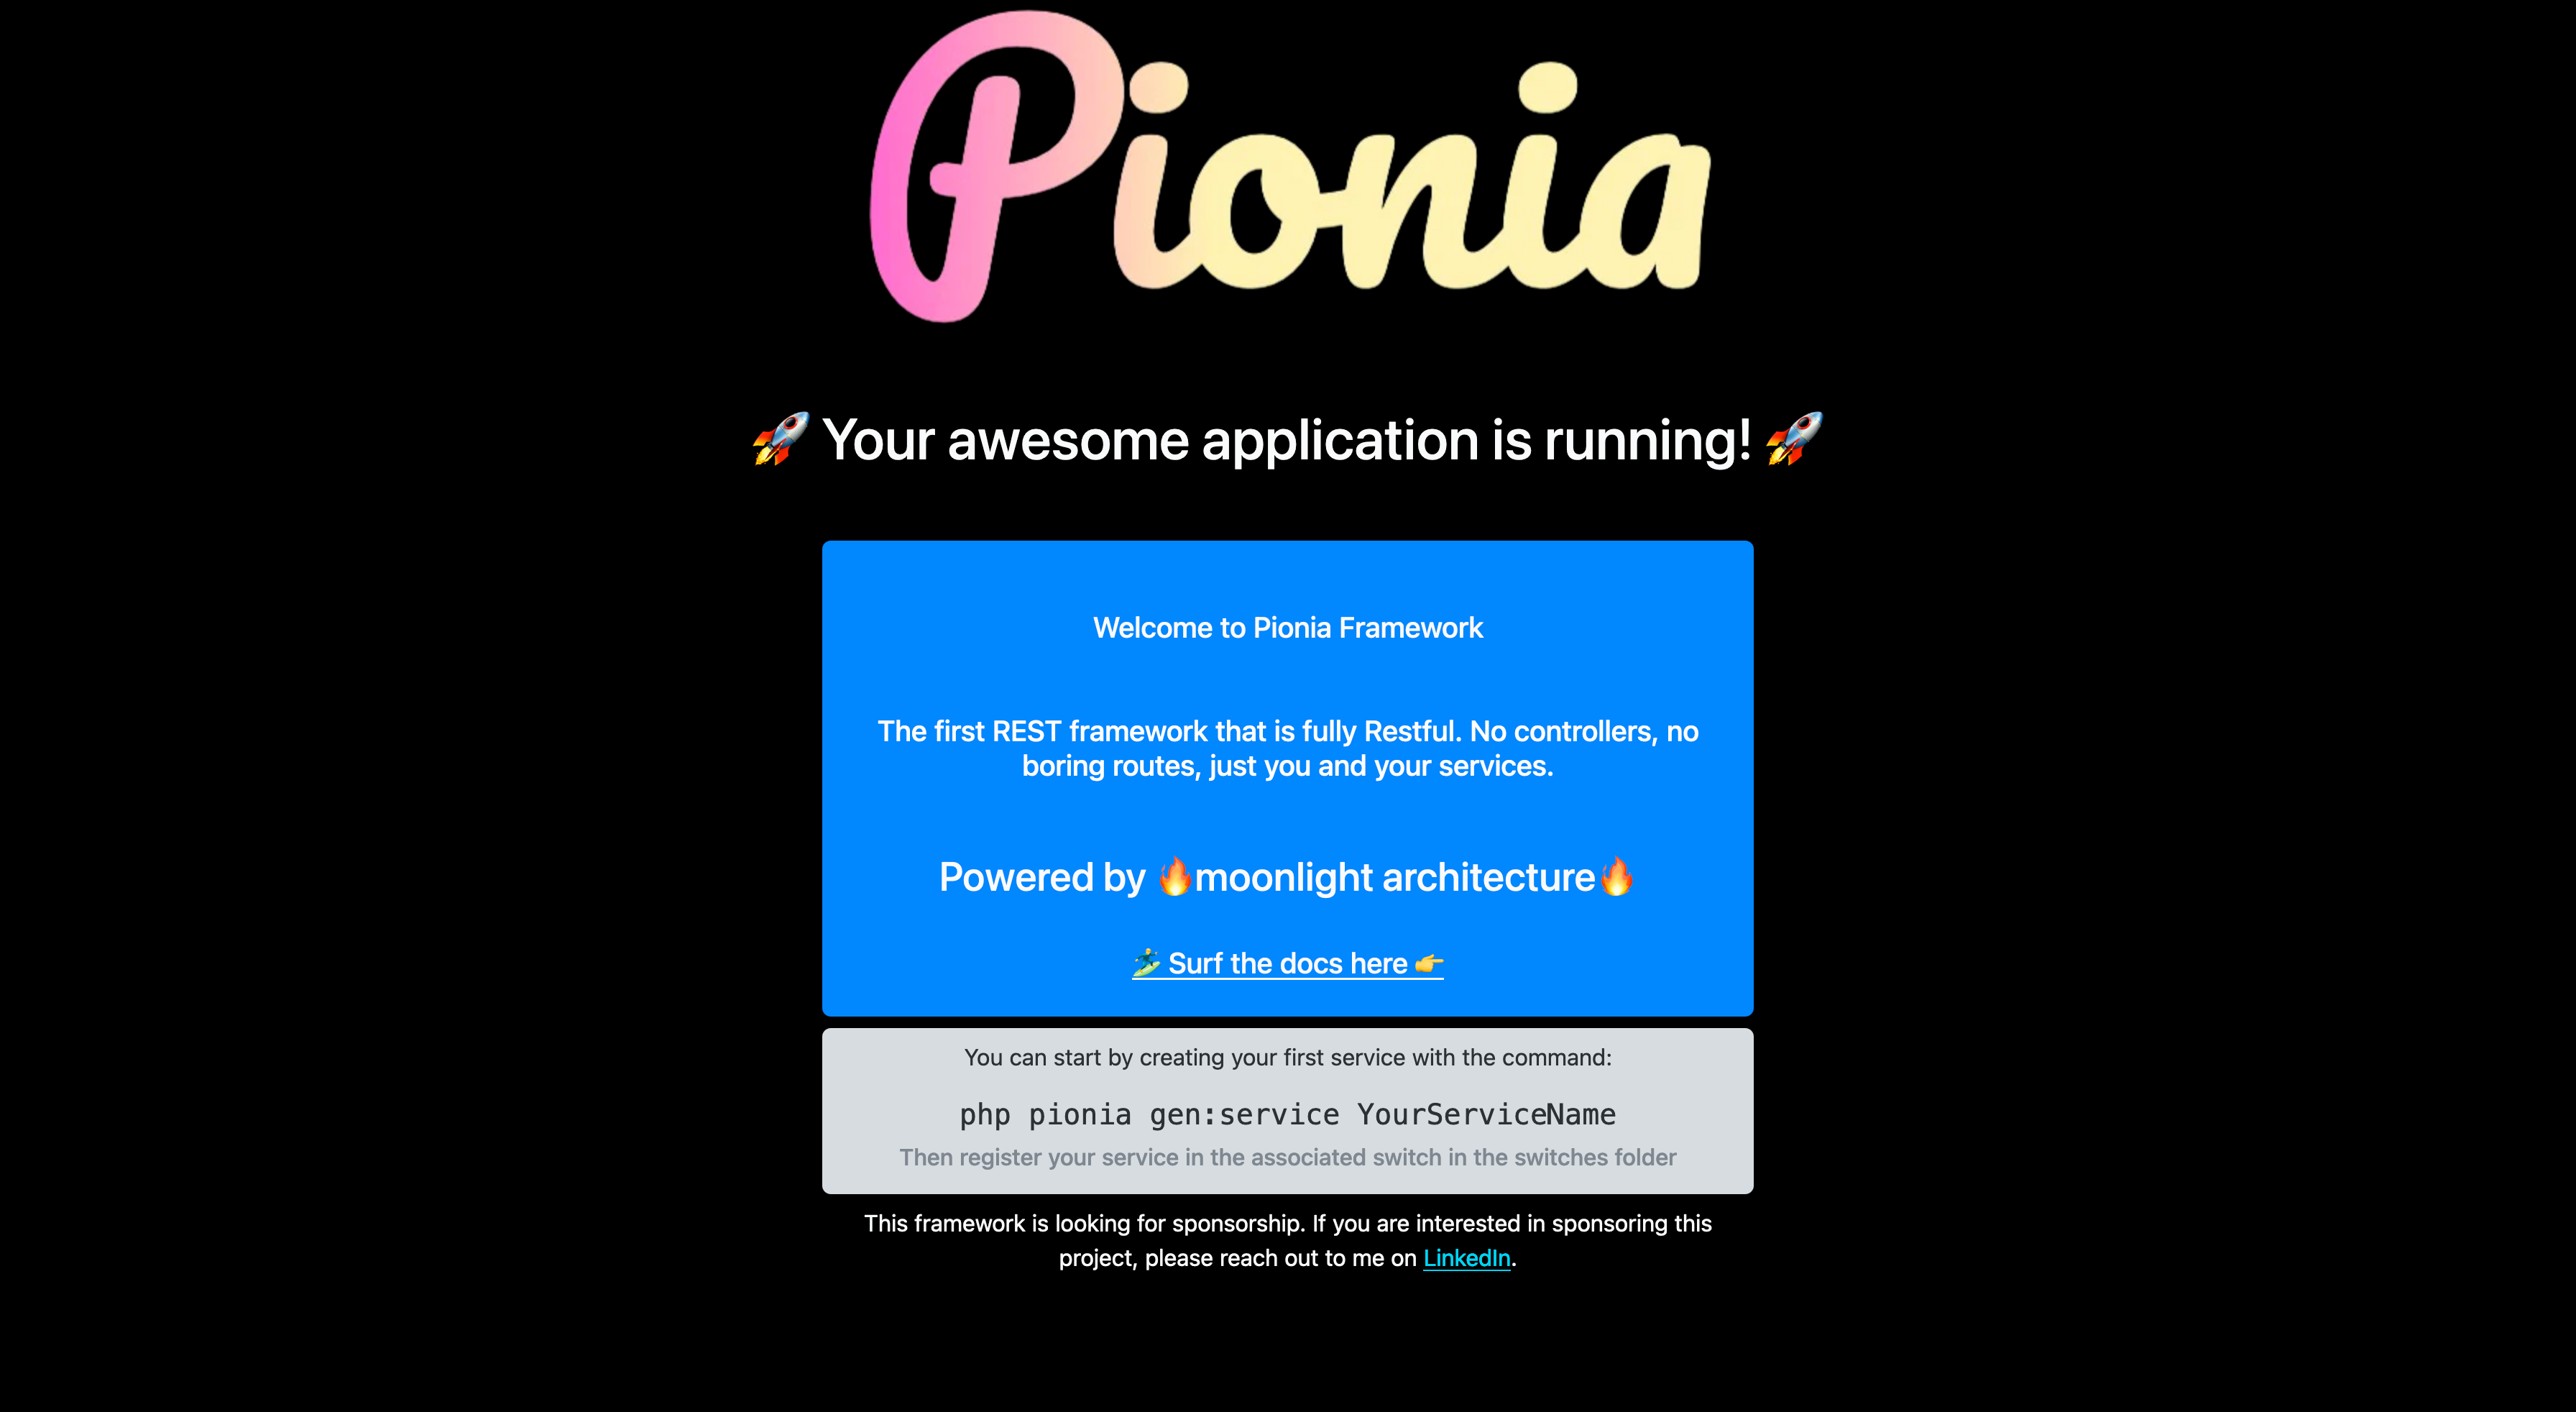 Pionia
🚀 Your awesome application is running! 🚀
Welcome to Pionia Framework
The first REST framework that is fully Restful. No controllers, no
boring routes, just you and your services.
Powered by 🔥moonlight architecture🔥
🏄 Surf the docs here 👉
You can start by creating your first service with the command:
php pionia gen:service YourServiceName
Then register your service in the associated switch in the switches folder
This framework is looking for sponsorship. If you are interested in sponsoring this
project, please reach out to me on LinkedIn.